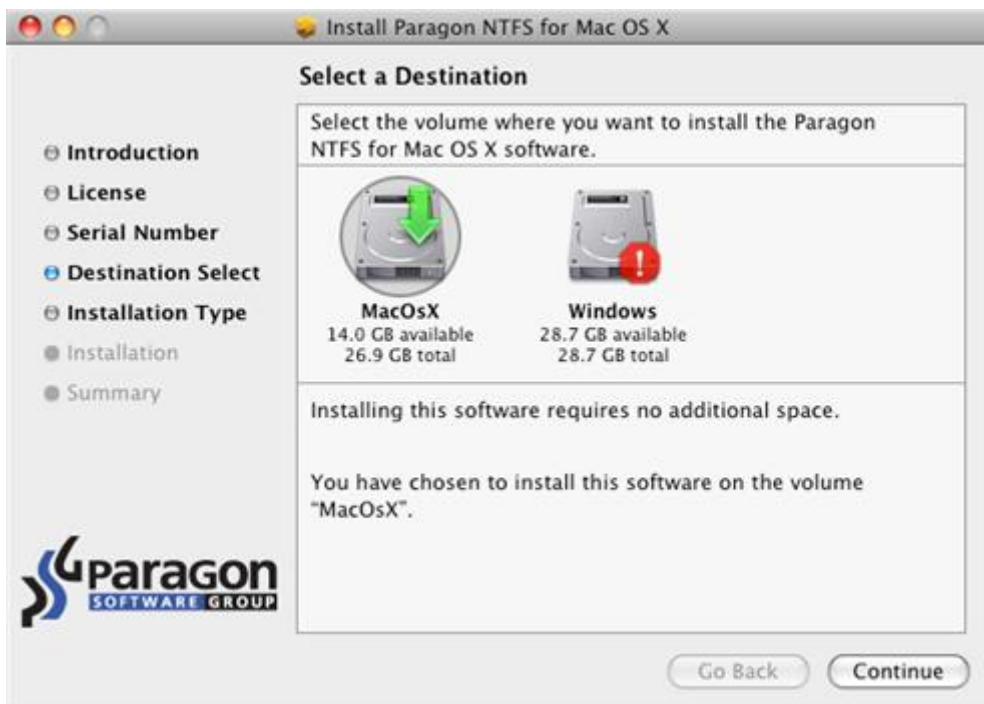 Install Paragon NTFS for Mac OS X
Select a Destination
Introduction
License
Serial Number
Destination Select
Installation Type
Installation
Summary
Select the volume where you want to install the Paragon
NTFS for Mac OS X software.
MacOsX
14.0 GB available
26.9 GB total
Windows
28.7 GB available
28.7 GB total
Installing this software requires no additional space.
You have chosen to install this software on the volume
“MacOsX”.
PARAGON
SOFTWARE GROUP
Go Back
Continue